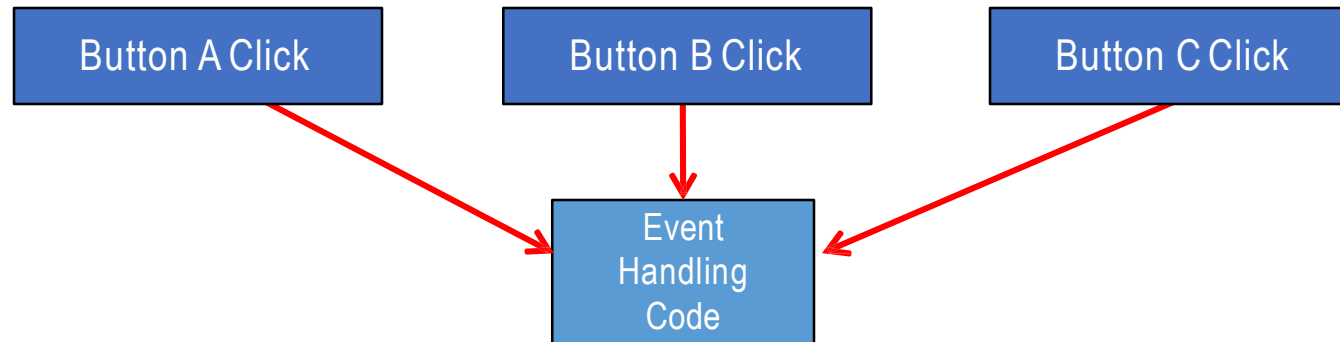 Button A Click
Button B Click
Button C Click
Event
Handling
Code